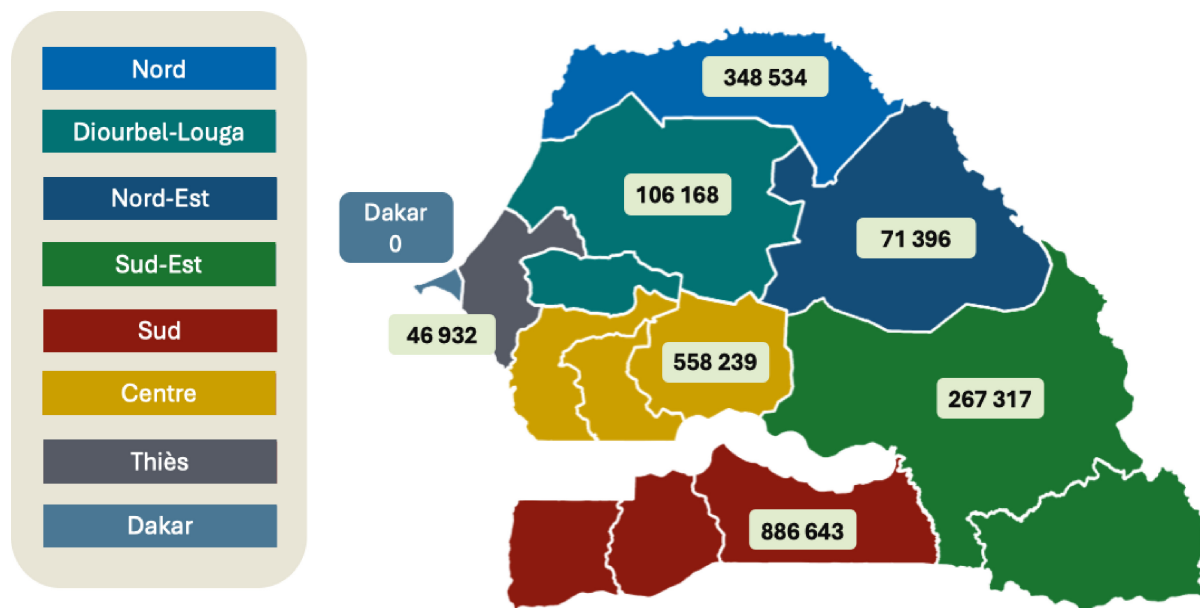 Nord
Diourbel-Louga
Nord-Est
Sud-Est
Sud
Centre
Thiès
Dakar
348 534
106 168
Dakar
0
71 396
46 932
558 239
267 317
886 643